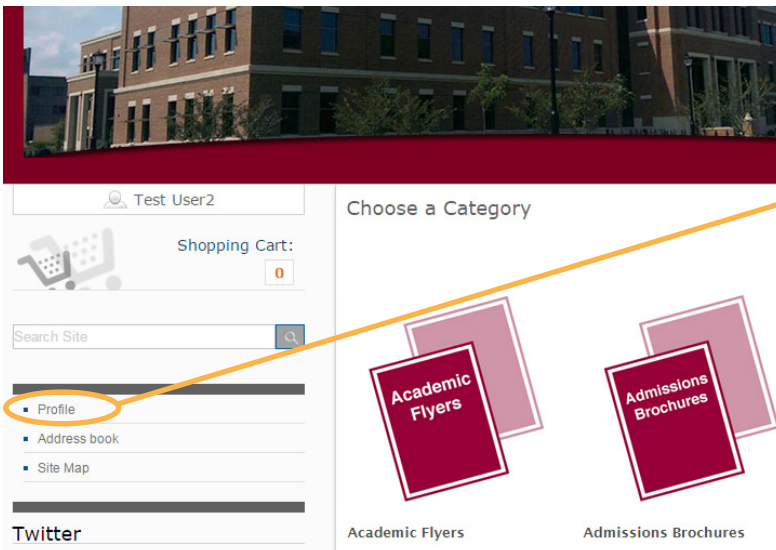 Test User2
Shopping Cart:
0
Search Site
Profile
Address book
Site Map
Twitter
Choose a Category
Academic
Flyers
Admissions
Brochures
Academic Flyers
Admissions Brochures